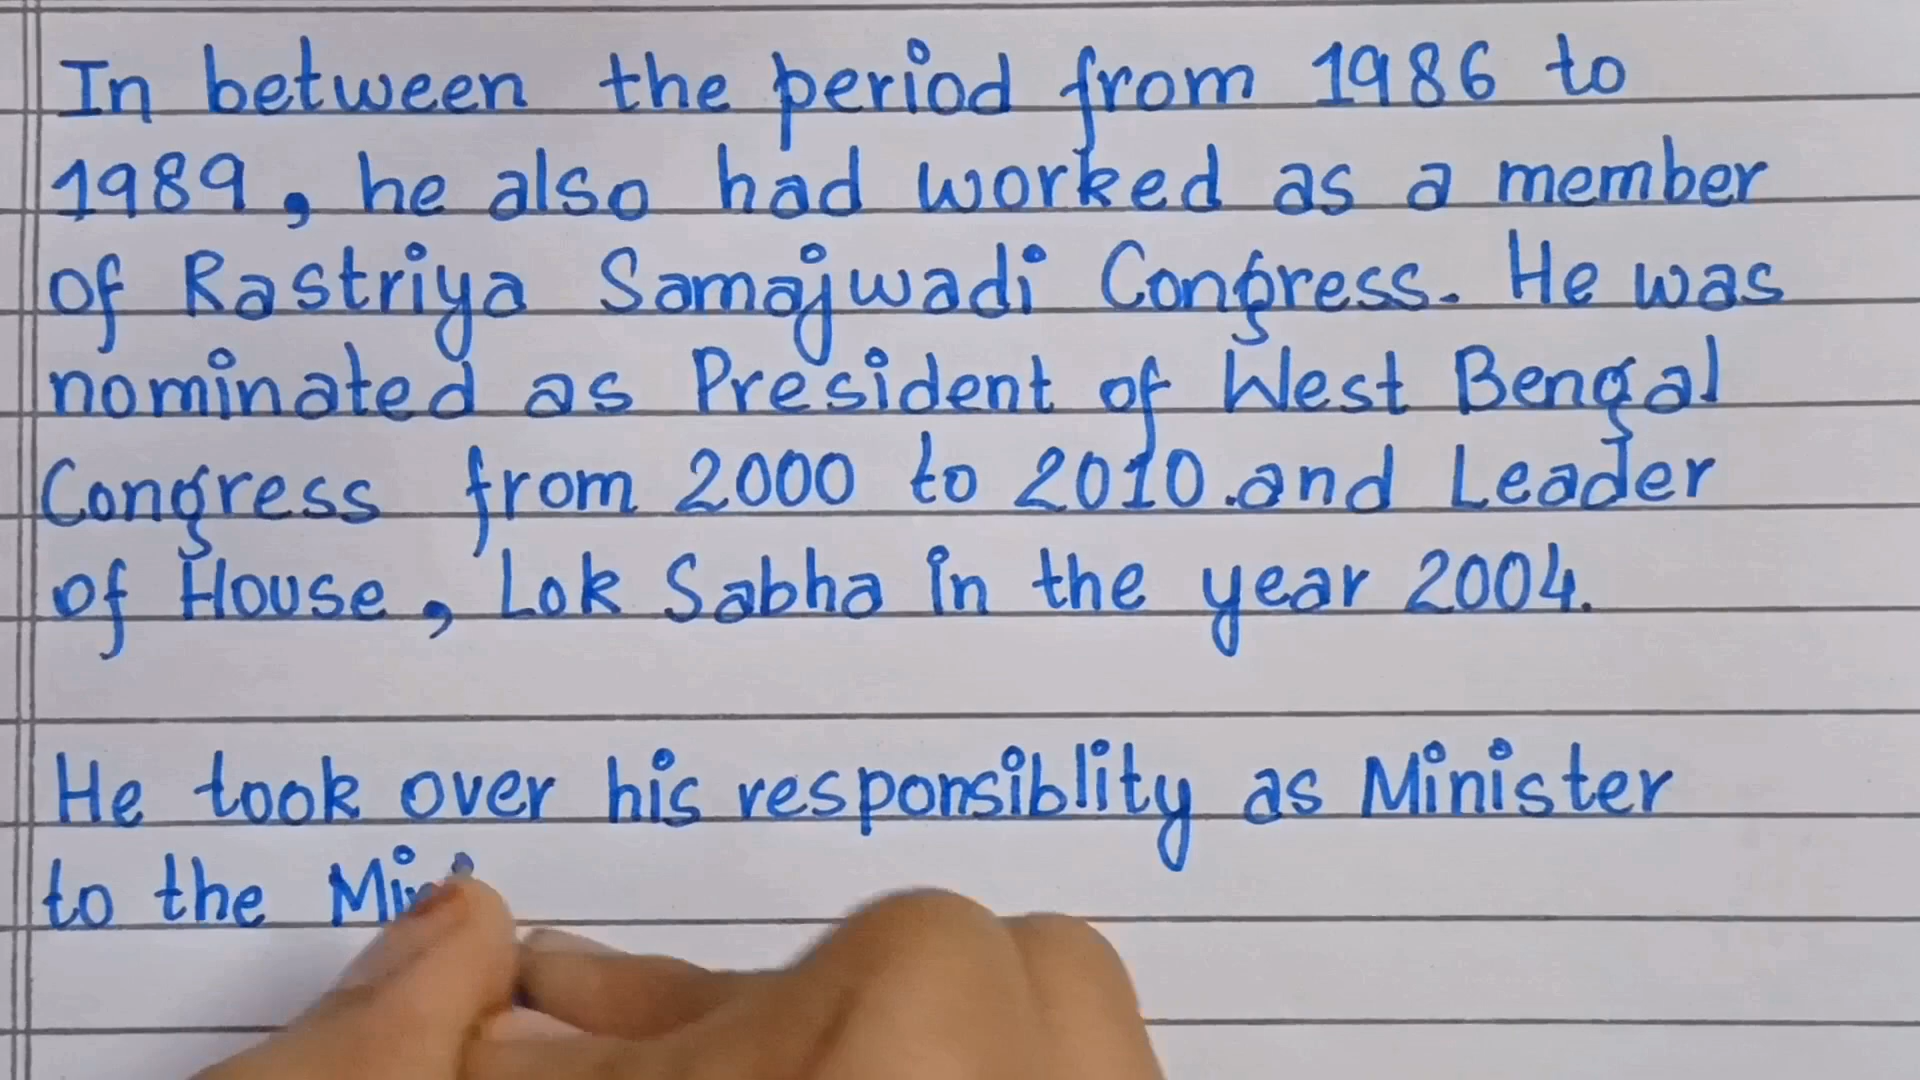 In between the period from 1986 to
1989, he also had worked as a member
of Rastriya Samajwadi Congress. He was
nominated as President of West Bengal
Congress from 2000 to 2010.and Leader
of House, Lok Sabha in the year 2004.
He took over his responsiblity as Minister
to the